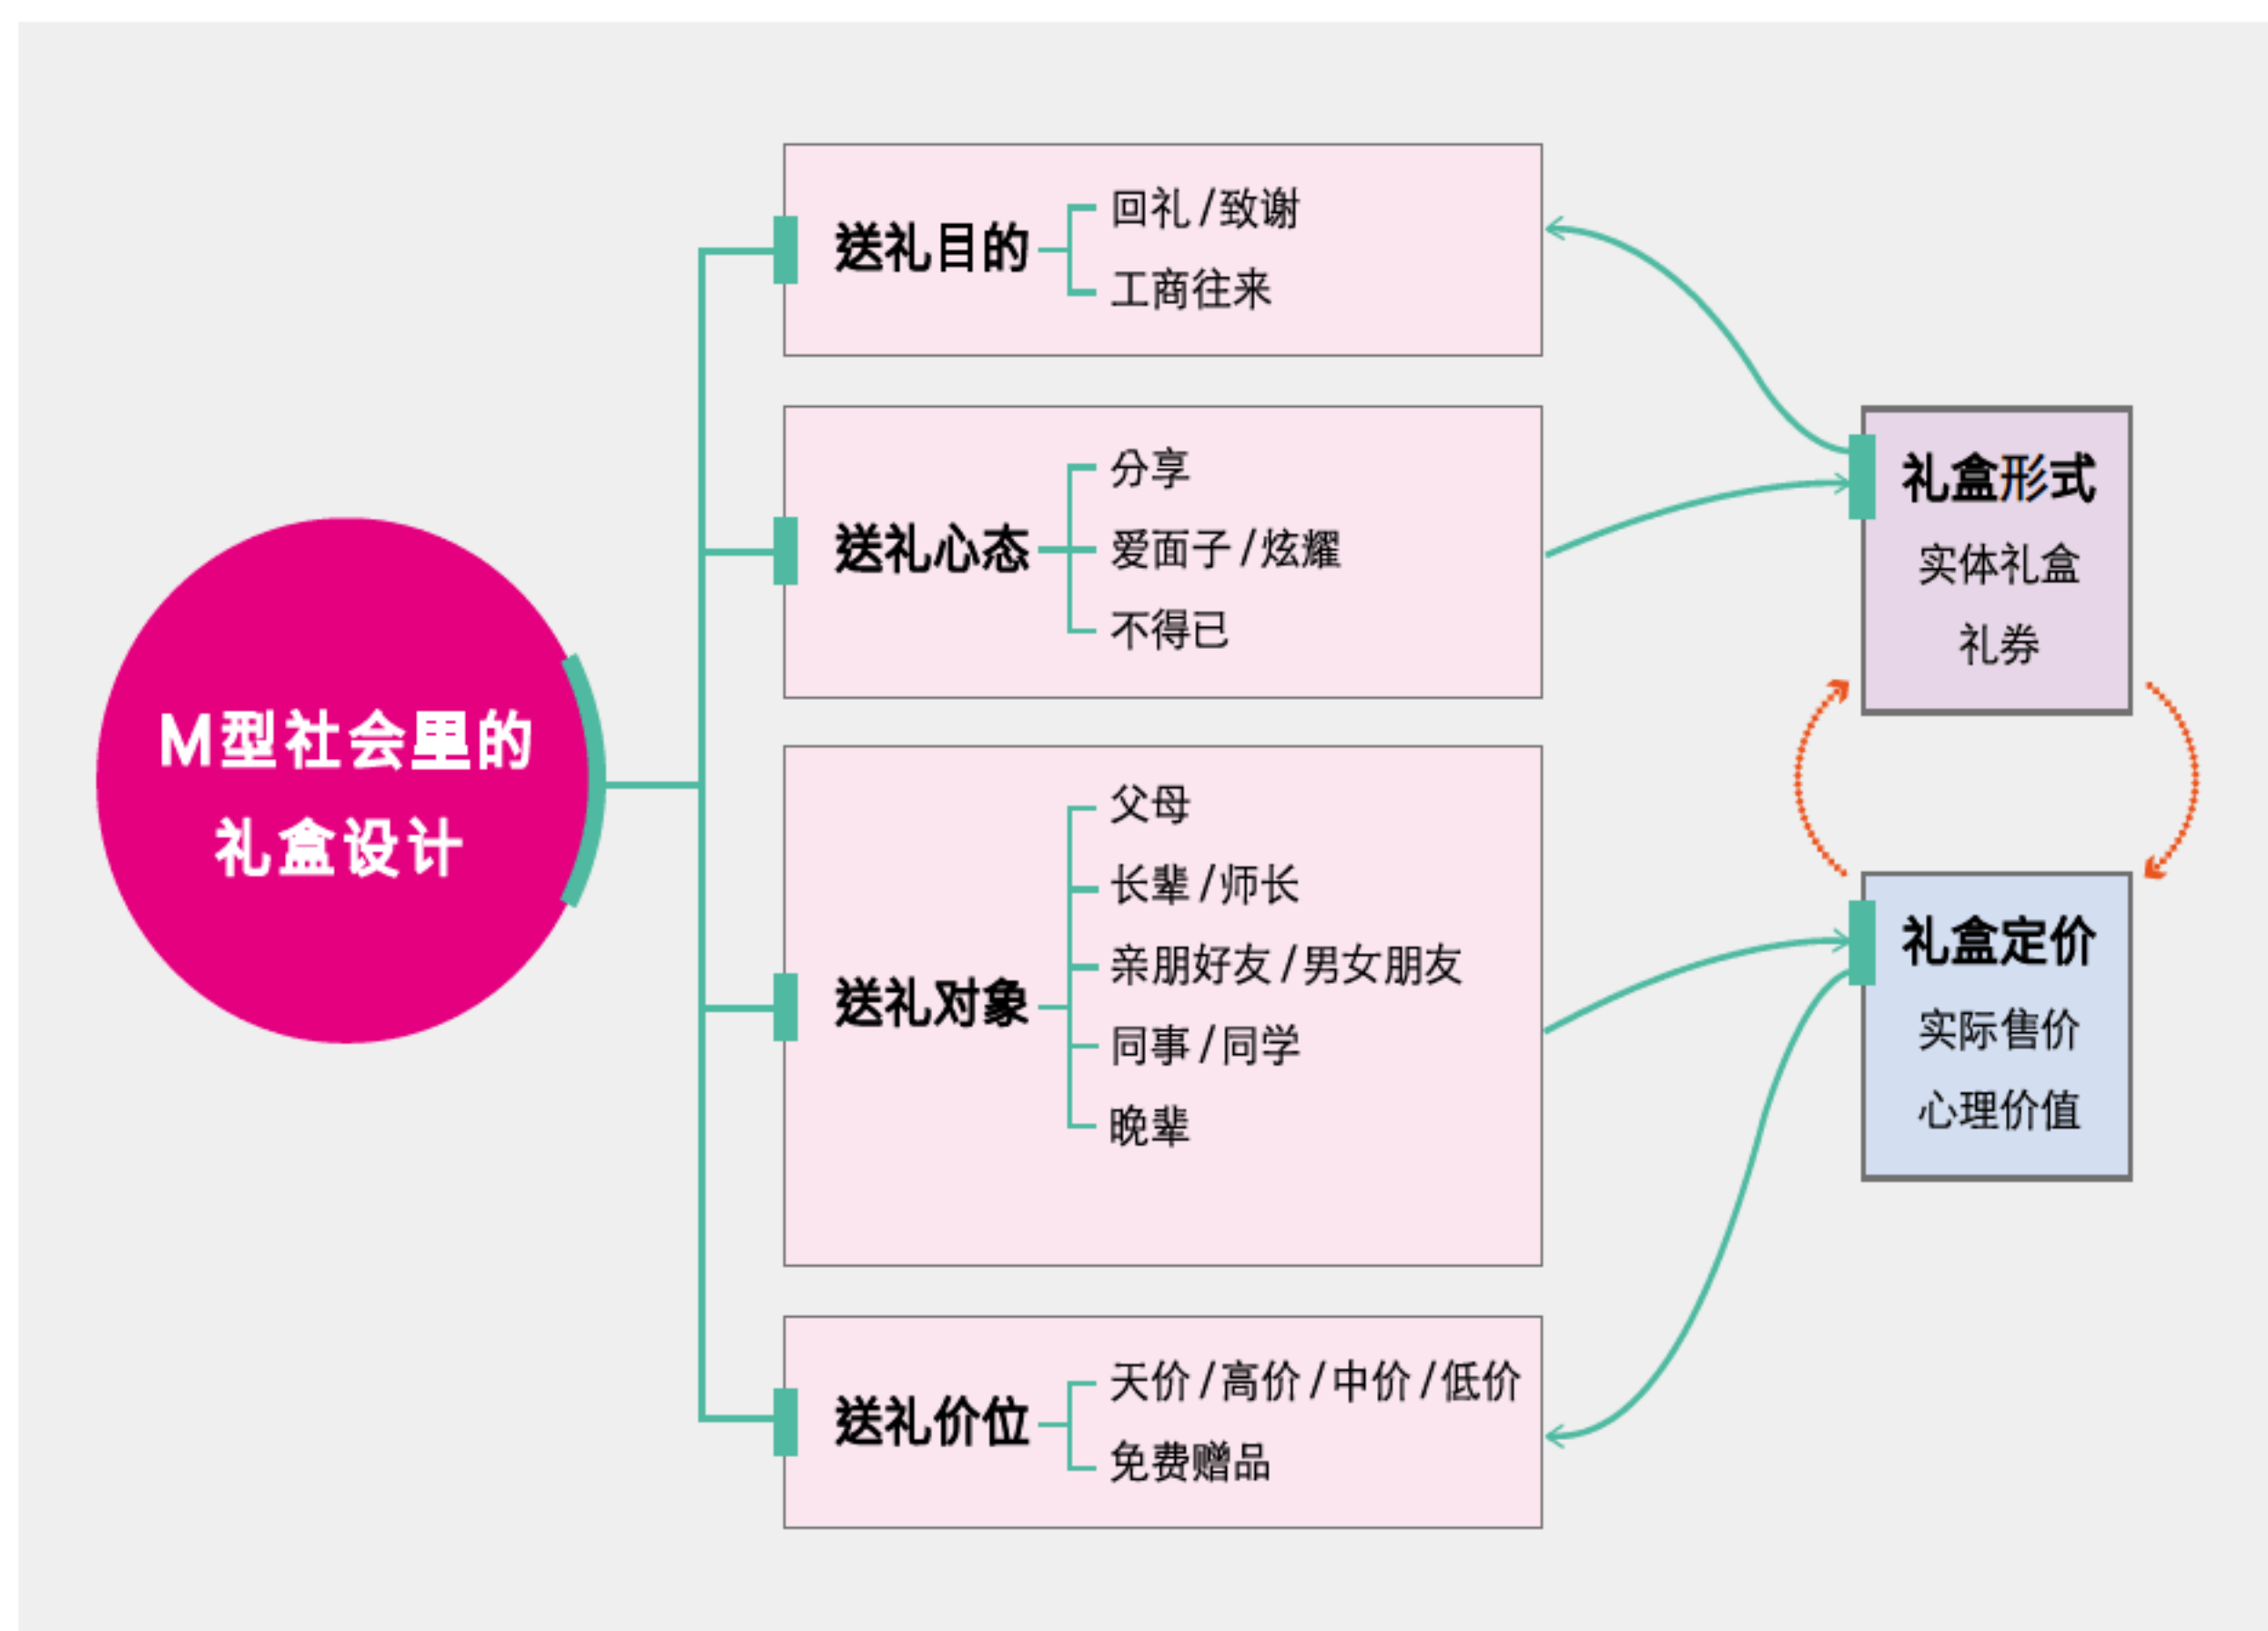 M型社会里的
礼盒设计
送礼目的
回礼/致谢
工商往来
送礼心态
分享
爱面子/炫耀
不得已
送礼对象
父母
长辈/师长
亲朋好友/男女朋友
同事/同学
晚辈
送礼价位
天价/高价/中价/低价
免费赠品
礼盒形式
实体礼盒
礼券
礼盒定价
实际售价
心理价值